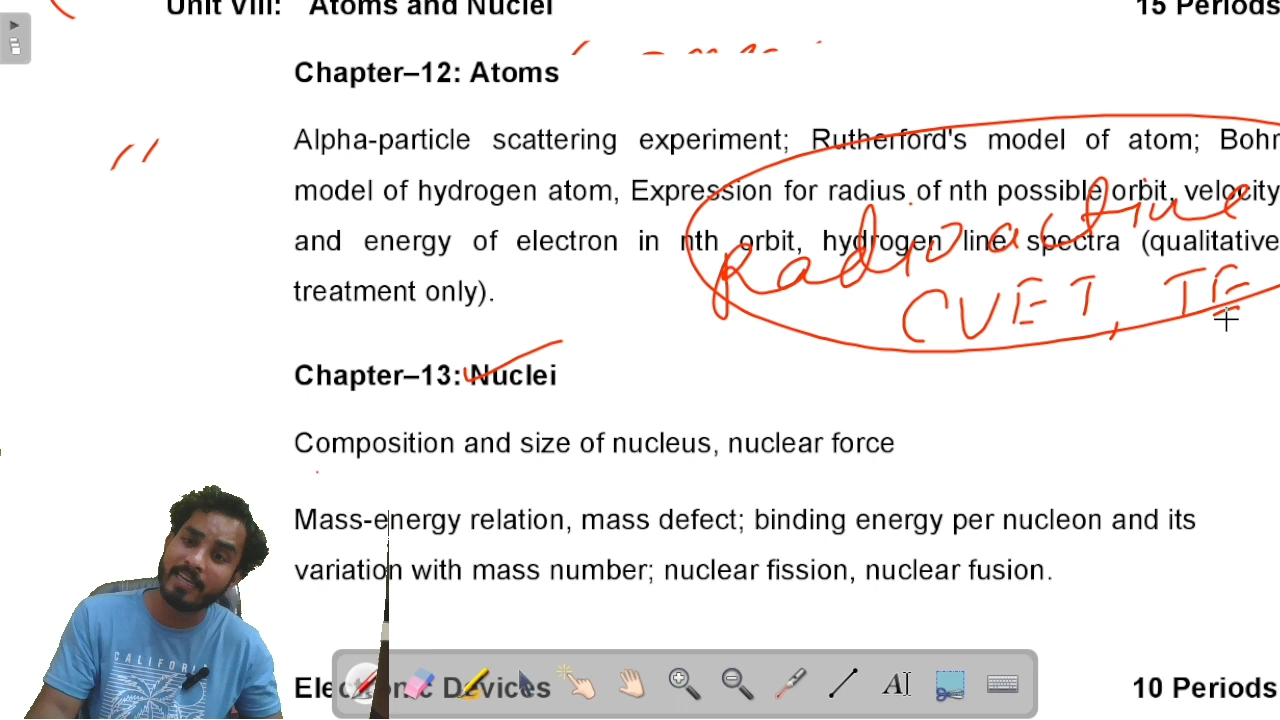 Unit VIII: Atoms and Nuclei 15 Periods
Chapter–12: Atoms
Alpha-particle scattering experiment; Rutherford's model of atom; Bohr
model of hydrogen atom, Expression for radius of nth possible orbit, velocity
and energy of electron in nth orbit, hydrogen line spectra (qualitative
treatment only).
Radioactive
CUET,
Chapter–13: Nuclei
Composition and size of nucleus, nuclear force
Mass-energy relation, mass defect; binding energy per nucleon and its
variation with mass number; nuclear fission, nuclear fusion.
Devices 10 Periods
CALIFOR